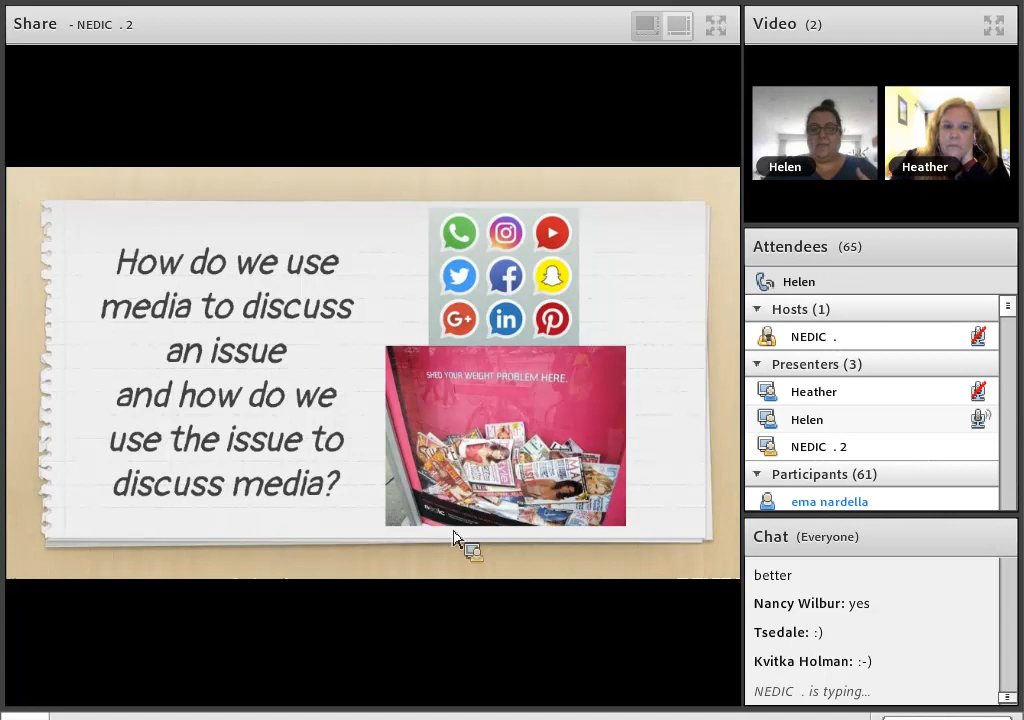 Share - NEDIC . 2
How do we use
media to discuss
an issue
and how do we
use the issue to
discuss media?
G+
in
SHED YOUR WEIGHT PROBLEM HERE.
Video (2)
Helen
Heather
Attendees (65)
Helen
Hosts (1)
NEDIC .
Presenters (3)
Heather
Helen
NEDIC . 2
Participants (61)
ema nardella
Chat (Everyone)
better
Nancy Wilbur: yes
Tsedale: :)
Kvitka Holman: :-)
NEDIC . is typing...